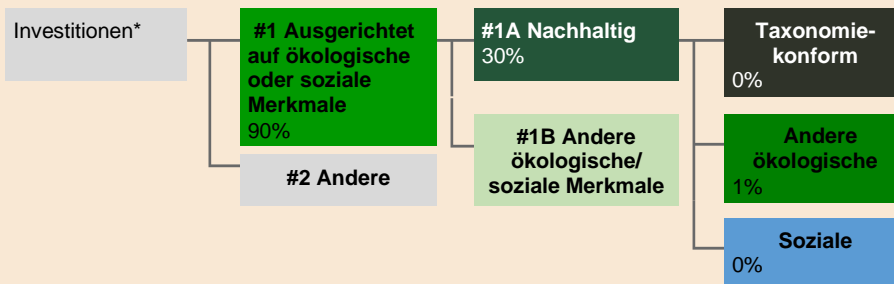 Investitionen*
#1 Ausgerichtet
auf ökologische
oder soziale
Merkmale
90%
#2 Andere
#1A Nachhaltig
30%
#1B Andere
ökologische/
soziale Merkmale
Taxonomie-
konform
0%
Andere
ökologische
1%
Soziale
0%